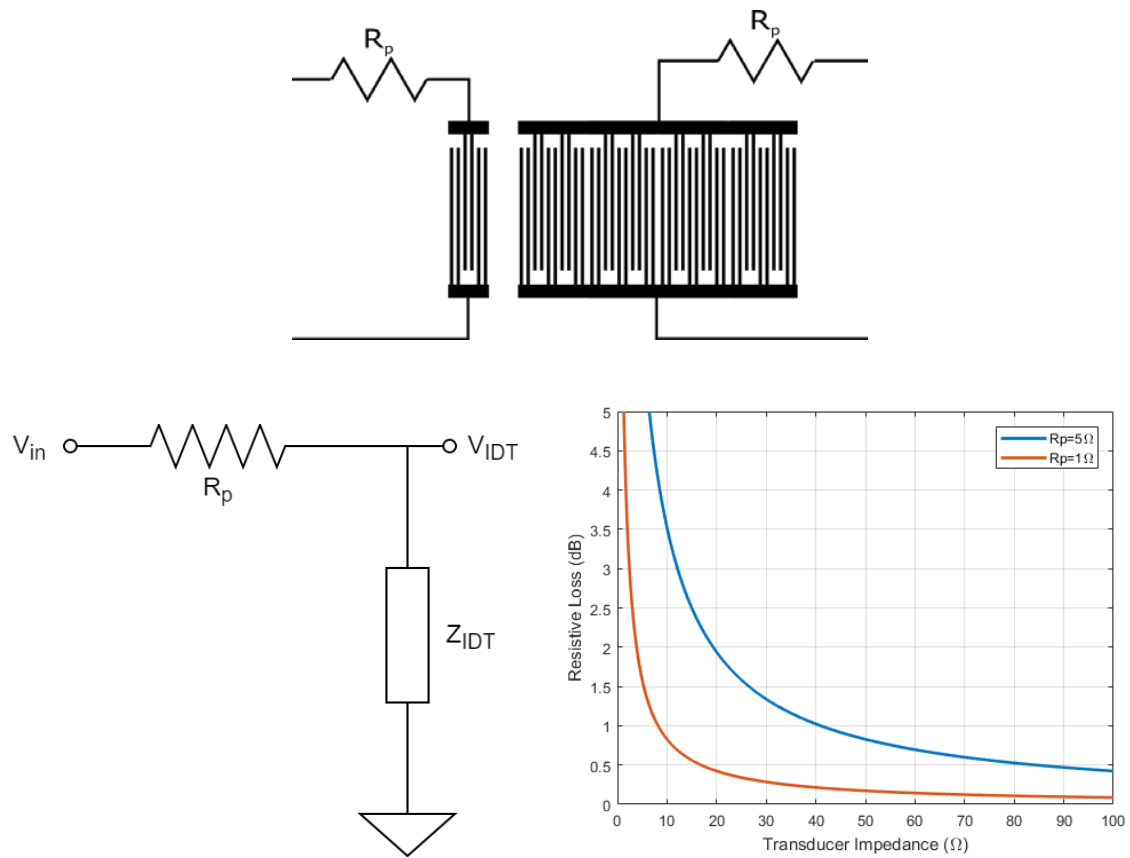 Rp
Rp
Vin
VIDT
Rp
ZIDT
Resistive Loss (dB)
5
4.5
4
3.5
3
2.5
2
1.5
1
0.5
0
Rp=5Ω
Rp=1Ω
0 10 20 30 40 50 60 70 80 90 100
Transducer Impedance (Ω)